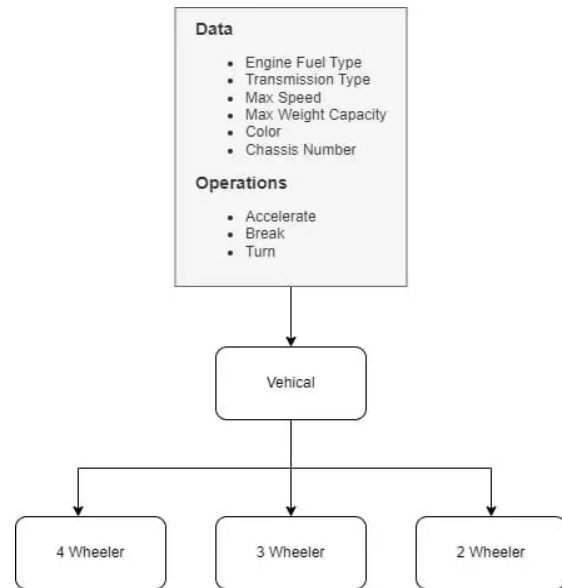 Data
Engine Fuel Type
Transmission Type
Max Speed
Max Weight Capacity
Color
Chassis Number
Operations
Accelerate
Break
Turn
Vehical
4 Wheeler
3 Wheeler
2 Wheeler